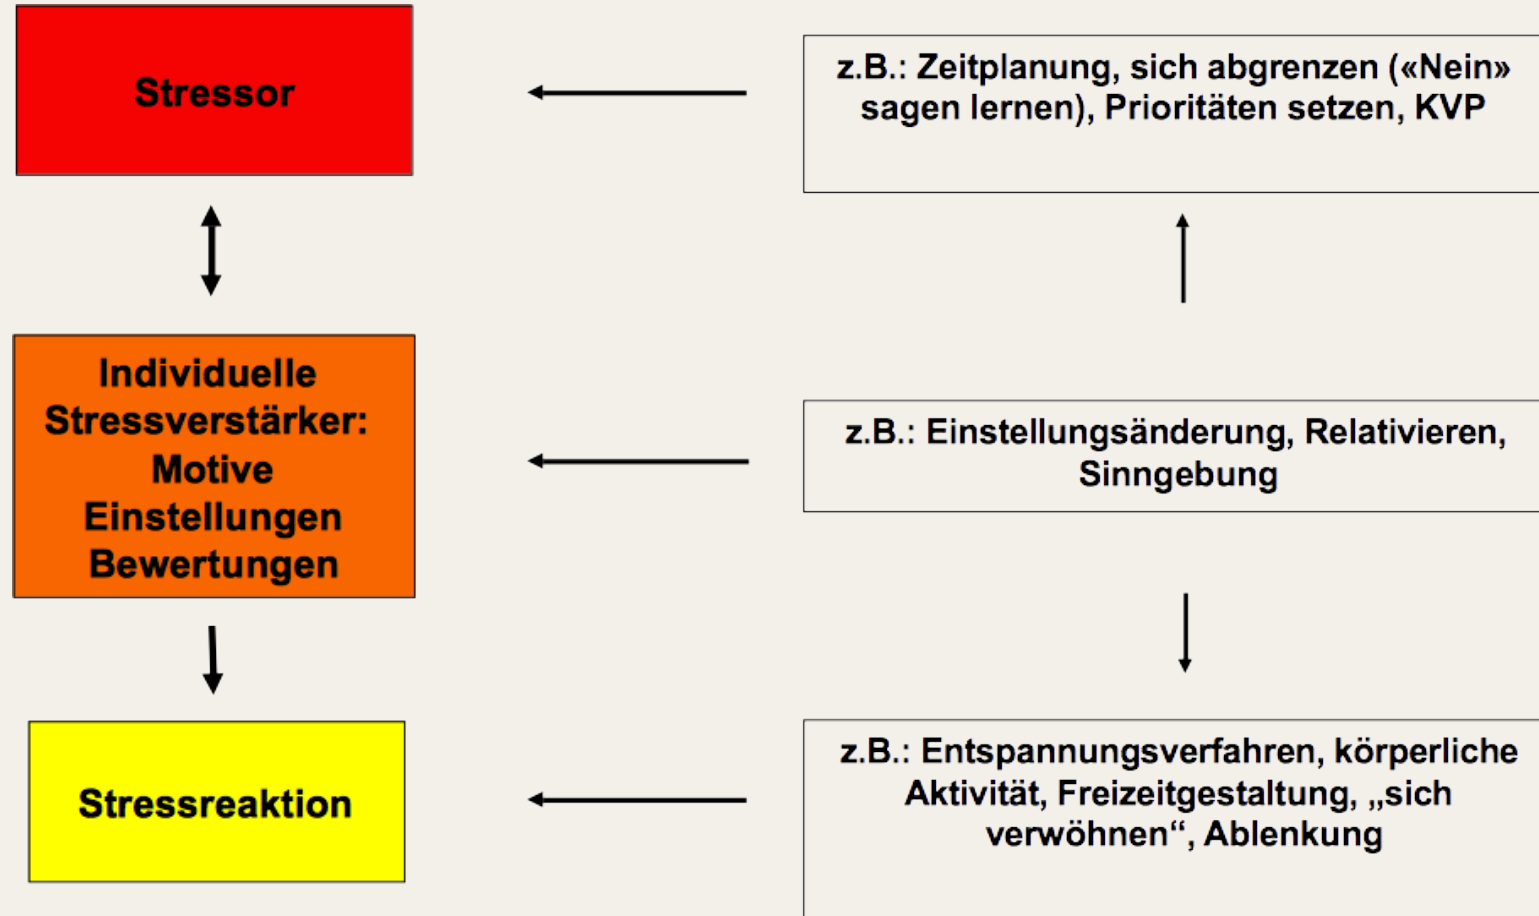 Stressor
z.B.: Zeitplanung, sich abgrenzen («Nein»
sagen lernen), Prioritäten setzen, KVP
Individuelle
Stressverstärker:
Motive
Einstellungen
Bewertungen
z.B.: Einstellungsänderung, Relativieren,
Sinngebung
Stressreaktion
z.B.: Entspannungsverfahren, körperliche
Aktivität, Freizeitgestaltung, „sich
verwöhnen“, Ablenkung